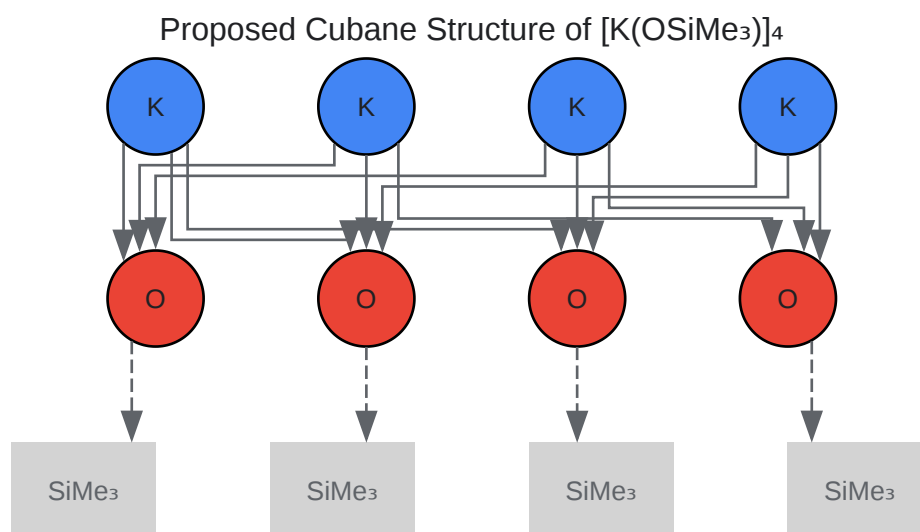 Proposed Cubane Structure of [K(OSiMe₃)]₄
K K K K
O O O O
SiMe₃ SiMe₃ SiMe₃ SiMe₃